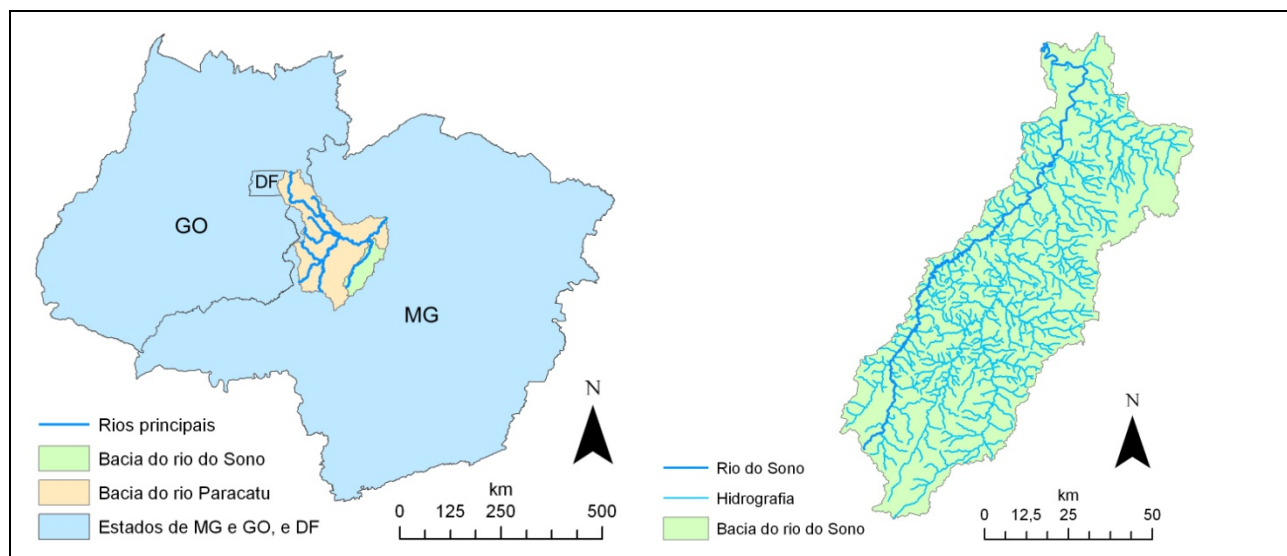 DF
GO
MG
N
Rios principais
Bacia do rio do Sono
Bacia do rio Paracatu
Estados de MG e GO, e DF
km
0 125 250 500
N
Rio do Sono
Hidrografia
Bacia do rio do Sono
km
0 12,5 25 50